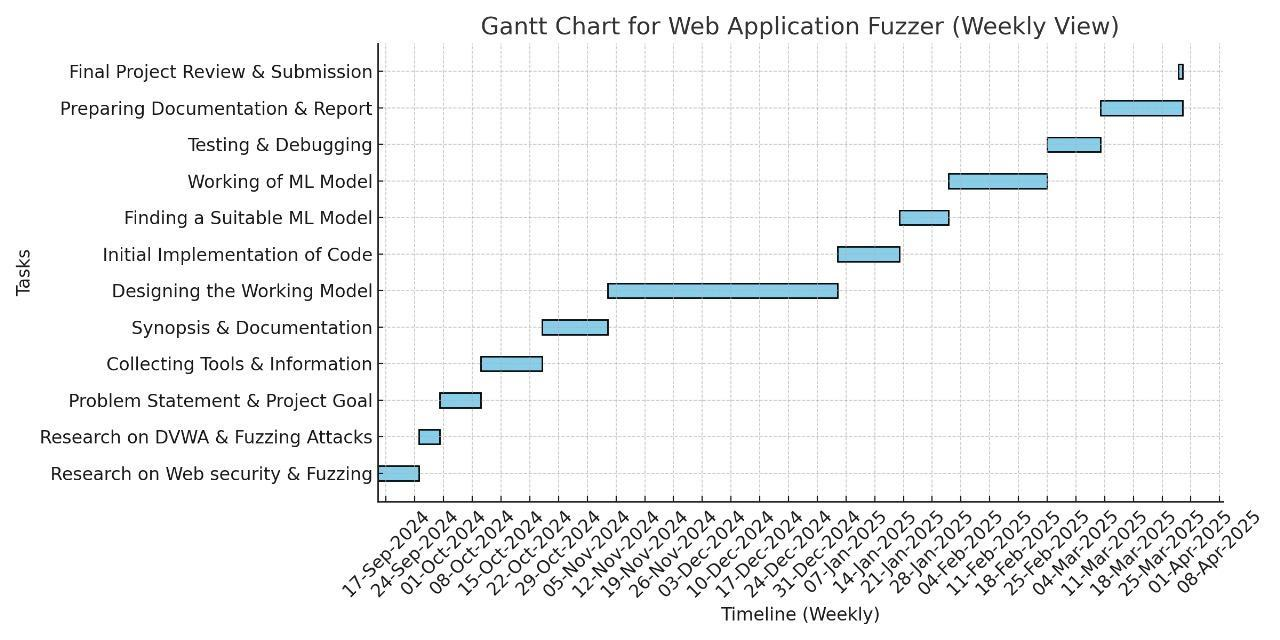 Gantt Chart for Web Application Fuzzer (Weekly View)
Tasks
Final Project Review & Submission
Preparing Documentation & Report
Testing & Debugging
Working of ML Model
Finding a Suitable ML Model
Initial Implementation of Code
Designing the Working Model
Synopsis & Documentation
Collecting Tools & Information
Problem Statement & Project Goal
Research on DVWA & Fuzzing Attacks
Research on Web security & Fuzzing
17-Sep-2024
24-Sep-2024
01-Oct-2024
08-Oct-2024
15-Oct-2024
22-Oct-2024
29-Oct-2024
05-Nov-2024
12-Nov-2024
19-Nov-2024
26-Nov-2024
03-Dec-2024
10-Dec-2024
17-Dec-2024
24-Dec-2024
31-Dec-2024
07-Jan-2025
14-Jan-2025
21-Jan-2025
28-Jan-2025
04-Feb-2025
11-Feb-2025
18-Feb-2025
25-Feb-2025
04-Mar-2025
11-Mar-2025
18-Mar-2025
25-Mar-2025
01-Apr-2025
08-Apr-2025
Timeline (Weekly)